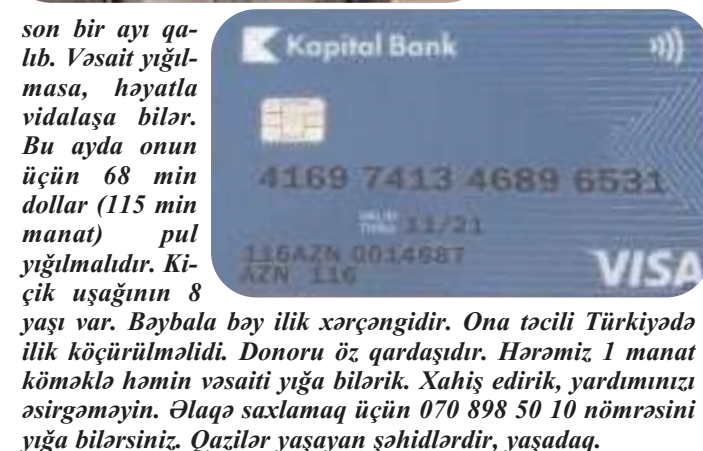 son bir ayı qa-
lıb. Vəsait yığıl-
masa, həyatla
vidalaşa bilər.
Bu ayda onun
üçün 68 min
dollar (115 min
manat) pul
yığılmalıdır. Ki-
çik uşağının 8
yaşı var. Bəybala bəy ilik xərçəngidir. Ona təcili Türkiyədə
ilik köçürülməlidi. Donoru öz qardaşıdır. Hərəmiz 1 manat
köməklə həmin vəsaiti yığa bilərik. Xahiş edirik, yardımınızı
əsirgəməyin. Əlaqə saxlamaq üçün 070 898 50 10 nömrəsini
yığa bilərsiniz. Qazilər yaşayan şəhidlərdir, yaşadaq.
Kapital Bank
4169 7413 4689 6531
VALID THRU 11/21
116AZN 0014687
AZN 116
VISA